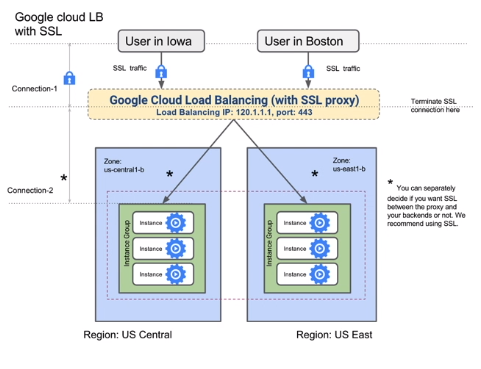 Google cloud LB
with SSL
User in Iowa
User in Boston
SSL traffic
SSL traffic
Connection-1
Google Cloud Load Balancing (with SSL proxy)
Load Balancing IP: 120.1.1.1, port: 443
Terminate SSL
connection here
Zone:
us-central1-b
Zone:
us-east1-b
*
*
*
Connection-2
* You can separately
decide if you want SSL
between the proxy and
your backends or not. We
recommend using SSL.
Instance Group
Instance
Instance
Instance
Instance Group
Instance
Instance
Instance
Region: US Central
Region: US East